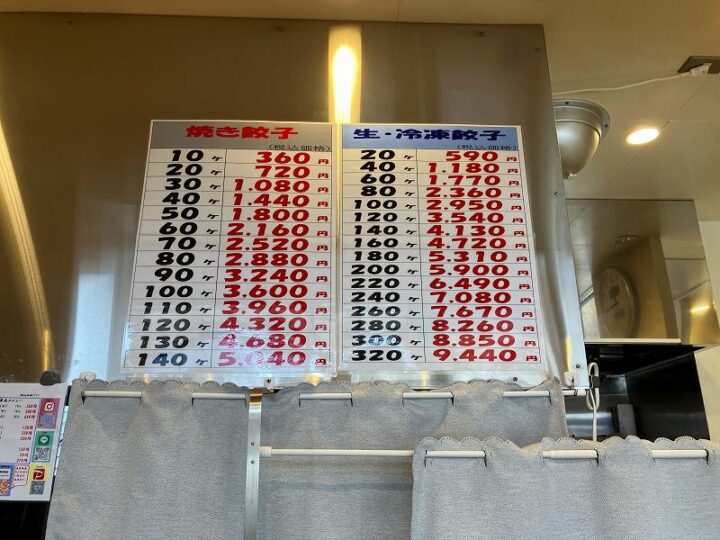 焼き餃子
(税込価格)
10ヶ 360円
20ヶ 720円
30ヶ 1.080円
40ヶ 1.440円
50ヶ 1.800円
60ヶ 2.160円
70ヶ 2.520円
80ヶ 2.880円
90ヶ 3.240円
100ヶ 3.600円
110ヶ 3.960円
120ヶ 4.320円
130ヶ 4.680円
140ヶ 5.040円
生・冷凍餃子
(税込価格)
20ヶ 590円
40ヶ 1.180円
60ヶ 1.770円
80ヶ 2.360円
100ヶ 2.950円
120ヶ 3.540円
140ヶ 4.130円
160ヶ 4.720円
180ヶ 5.310円
200ヶ 5.900円
220ヶ 6.490円
240ヶ 7.080円
260ヶ 7.670円
280ヶ 8.260円
300ヶ 8.850円
320ヶ 9.440円